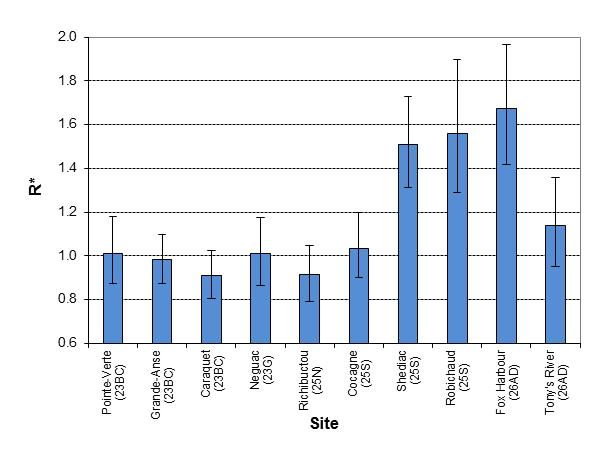 2.0
1.8
1.6
1.4
1.2
1.0
0.8
0.6
R*
Pointe-Verte
(23BC)
Grande-Anse
(23BC)
Caraquet
(23BC)
Neguac
(23G)
Richibuctou
(25N)
Cocagne
(25S)
Shediac
(25S)
Robichaud
(25S)
Fox Harbour
(26AD)
Tony's River
(26AD)
Site